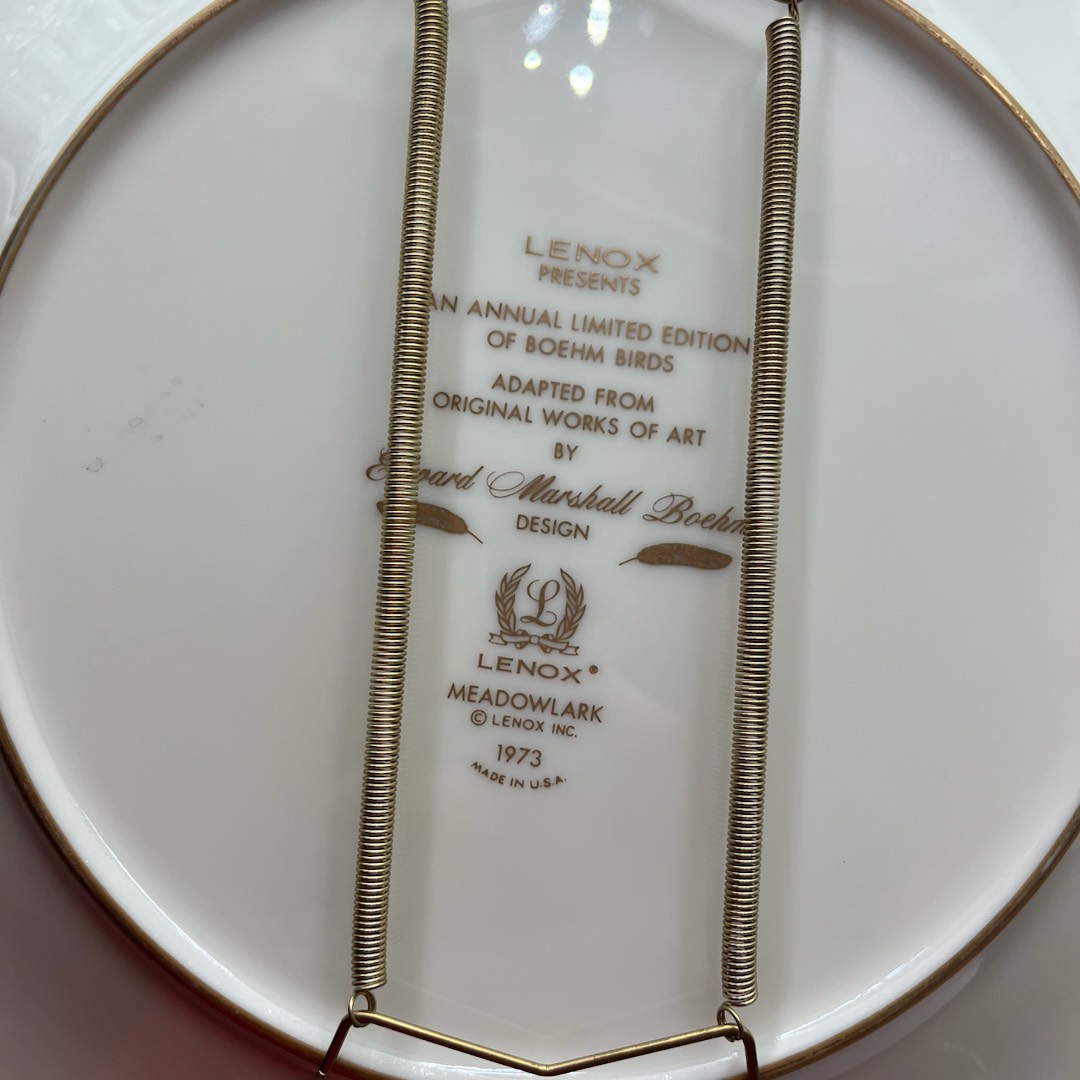 LENOX
PRESENTS
AN ANNUAL LIMITED EDITION
OF BOEHM BIRDS
ADAPTED FROM
ORIGINAL WORKS OF ART
BY
Edward Marshall Boehm
DESIGN
L
LENOX®
MEADOWLARK
© LENOX INC.
1973
MADE IN U.S.A.